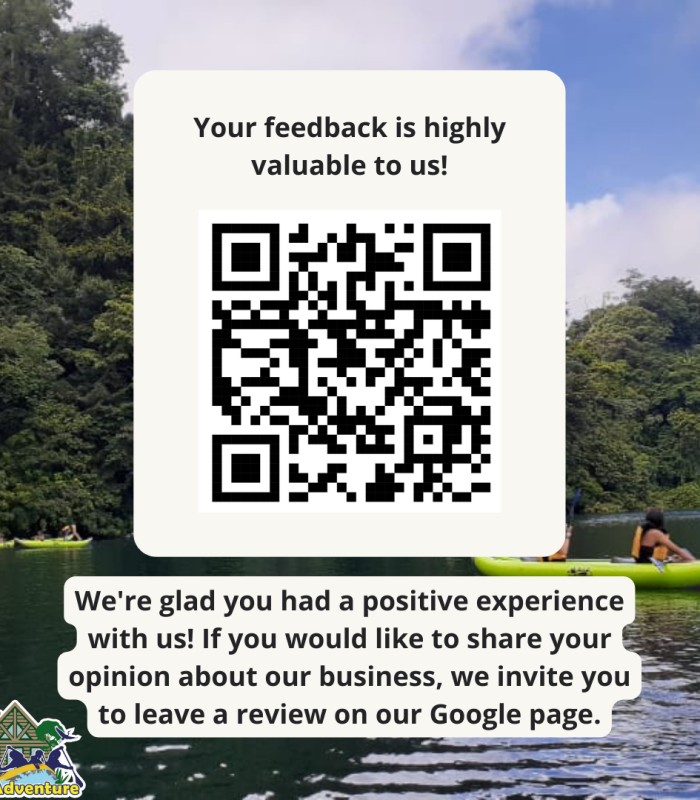 Your feedback is highly
valuable to us!
We're glad you had a positive experience
with us! If you would like to share your
opinion about our business, we invite you
to leave a review on our Google page.
Adventure